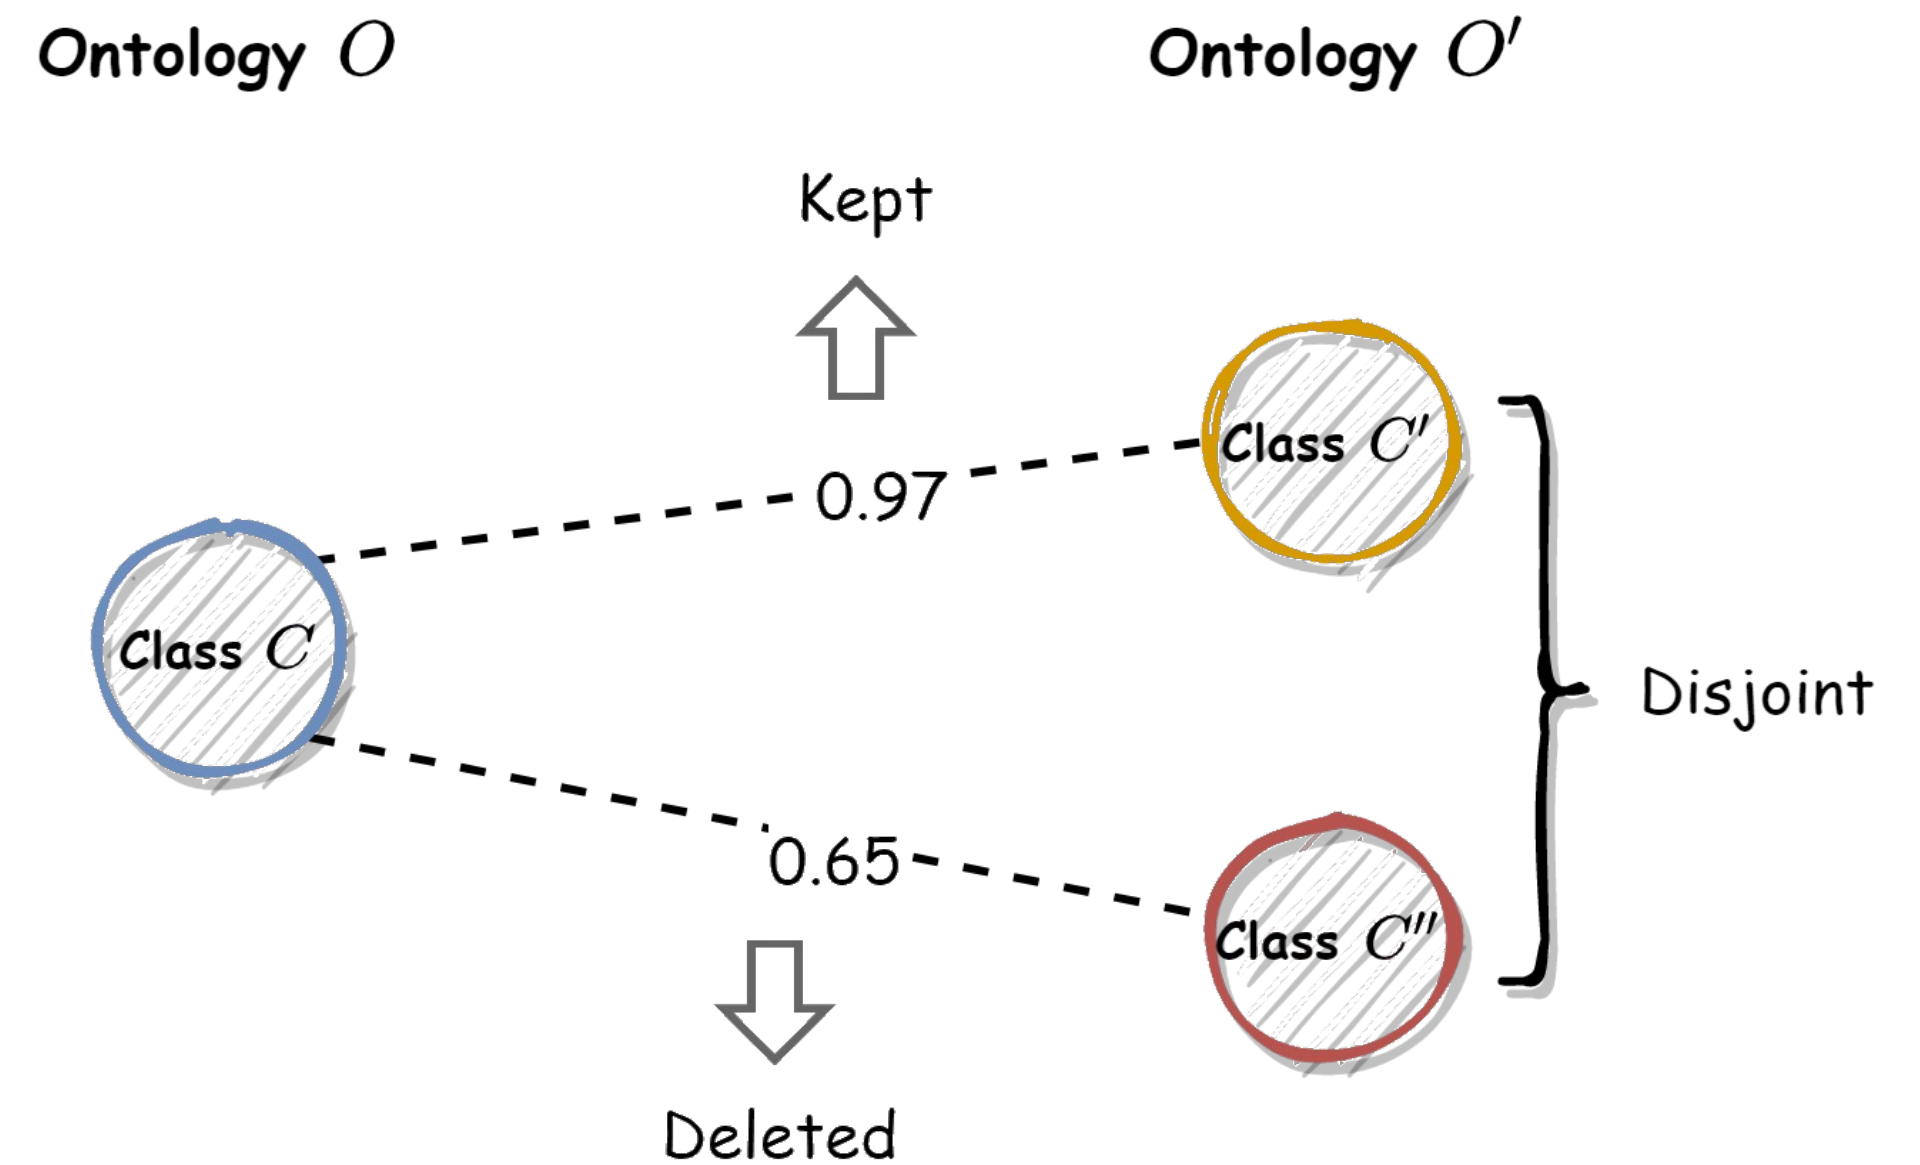 Ontology O
Ontology O′
Kept
Class C′
0.97
Class C
Disjoint
0.65
Class C″
Deleted